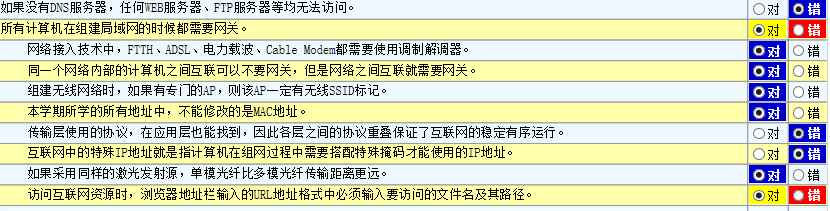 如果没有DNS服务器，任何WEB服务器、FTP服务器等均无法访问。 对 错
所有计算机在组建局域网的时候都需要网关。 对 错
网络接入技术中，FTTH、ADSL、电力载波、Cable Modem都需要使用调制解调器。 对 错
同一个网络内部的计算机之间互联可以不要网关，但是网络之间互联就需要网关。 对 错
组建无线网络时，如果有专门的AP，则该AP一定有无线SSID标记。 对 错
本学期所学的所有地址中，不能修改的是MAC地址。 对 错
传输层使用的协议，在应用层也能找到，因此各层之间的协议重叠保证了互联网的稳定有序运行。 对 错
互联网中的特殊IP地址就是指计算机在组网过程中需要搭配特殊掩码才能使用的IP地址。 对 错
如果采用同样的激光发射源，单模光纤比多模光纤传输距离更远。 对 错
访问互联网资源时，浏览器地址栏输入的URL地址格式中必须输入要访问的文件名及其路径。 对 错